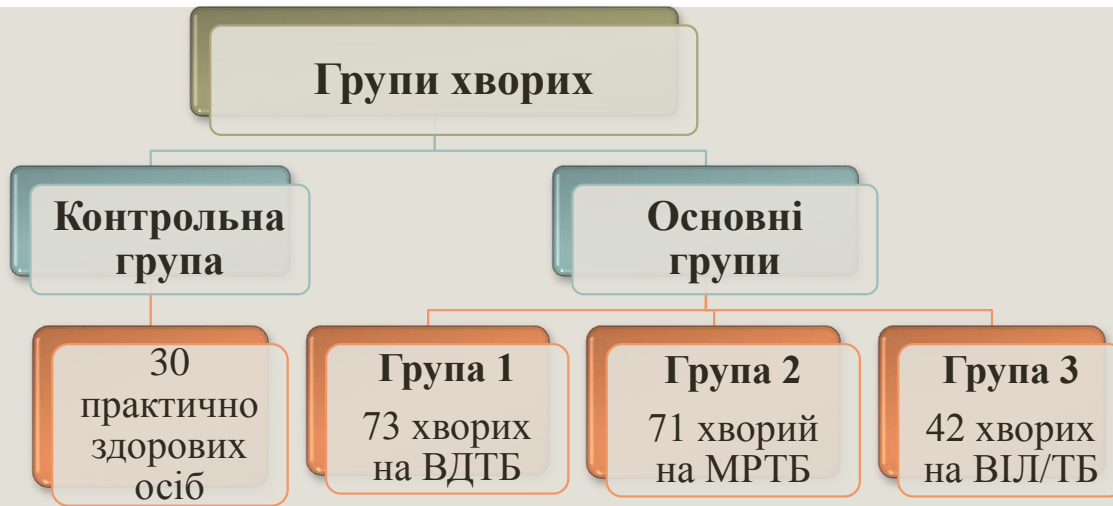 Групи хворих
Контрольна
група
Основні
групи
30
практично
здорових
осіб
Група 1
73 хворих
на ВДТБ
Група 2
71 хворий
на МРТБ
Група 3
42 хворих
на ВІЛ/ТБ